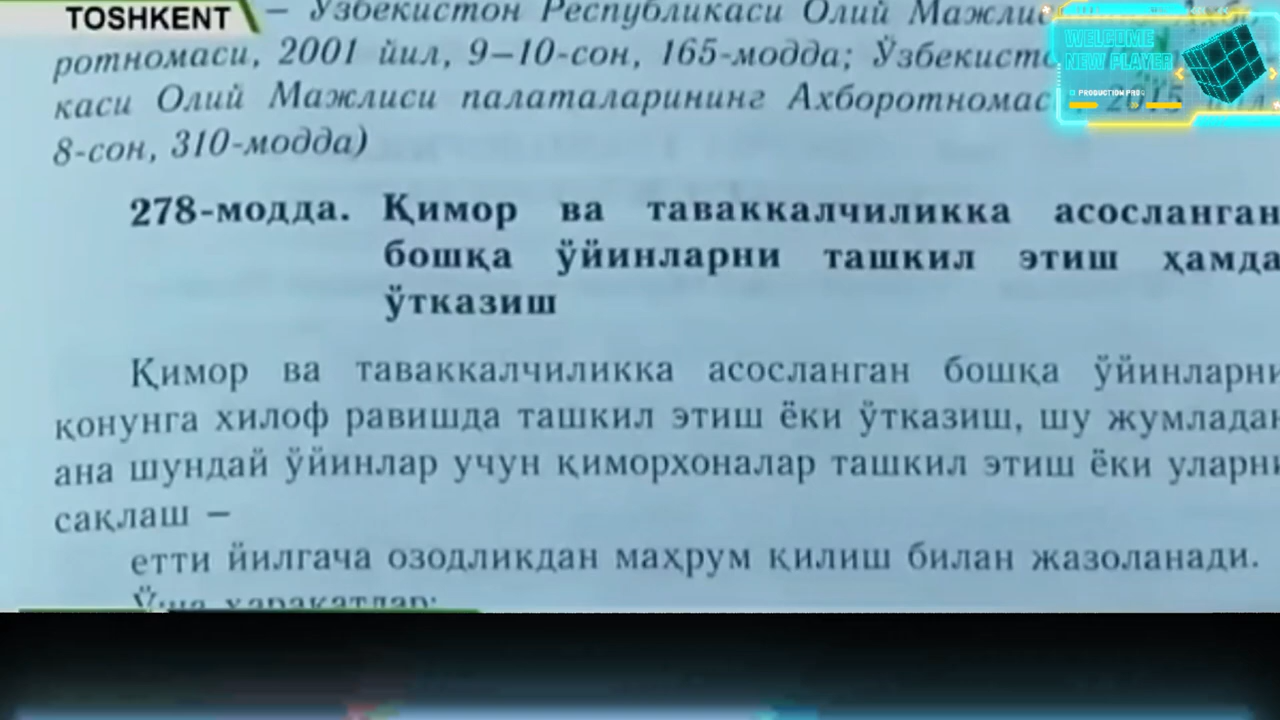 TOSHKENT
– Ўзбекистон Республикаси Олий
ротномаси, 2001 йил, 9–10-сон, 165-модда;
каси Олий Мажлиси палаталарининг
8-сон, 310-модда)
278-модда. Қимор ва таваккалчиликка асосланган
бошқа ўйинларни ташкил этиш ҳамда
ўтказиш
Қимор ва таваккалчиликка асосланган бошқа ўйинларни
қонунга хилоф равишда ташкил этиш ёки ўтказиш, шу жумладан
ана шундай ўйинлар учун қиморхоналар ташкил этиш ёки уларни
сақлаш –
етти йилгача озодликдан маҳрум қилиш билан жазоланади.
WELCOME
NEW PLAYER
PRODUCTION PRO